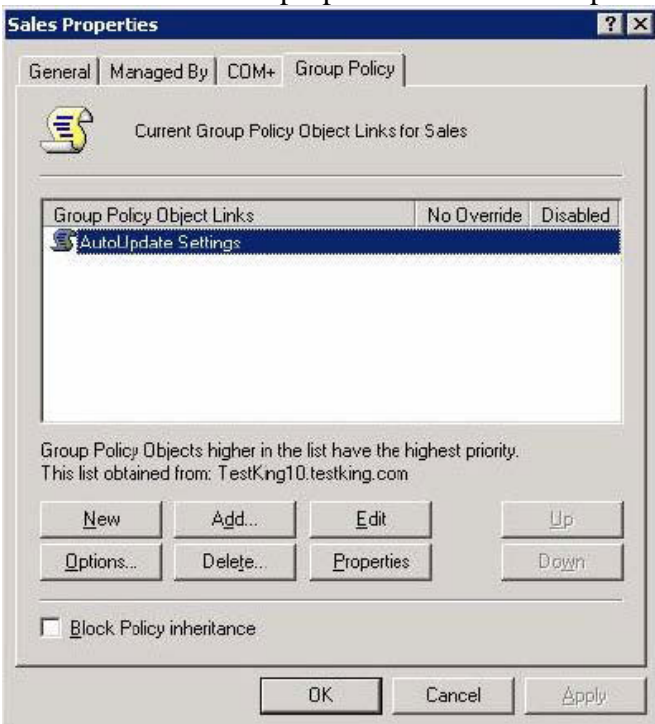 Sales Properties
General Managed By COM+ Group Policy
Current Group Policy Object Links for Sales
Group Policy Object Links No Override Disabled
AutoUpdate Settings
Group Policy Objects higher in the list have the highest priority.
This list obtained from: TestKing10.testking.com
New Add... Edit Up
Options... Delete... Properties Down
Block Policy inheritance
OK Cancel Apply